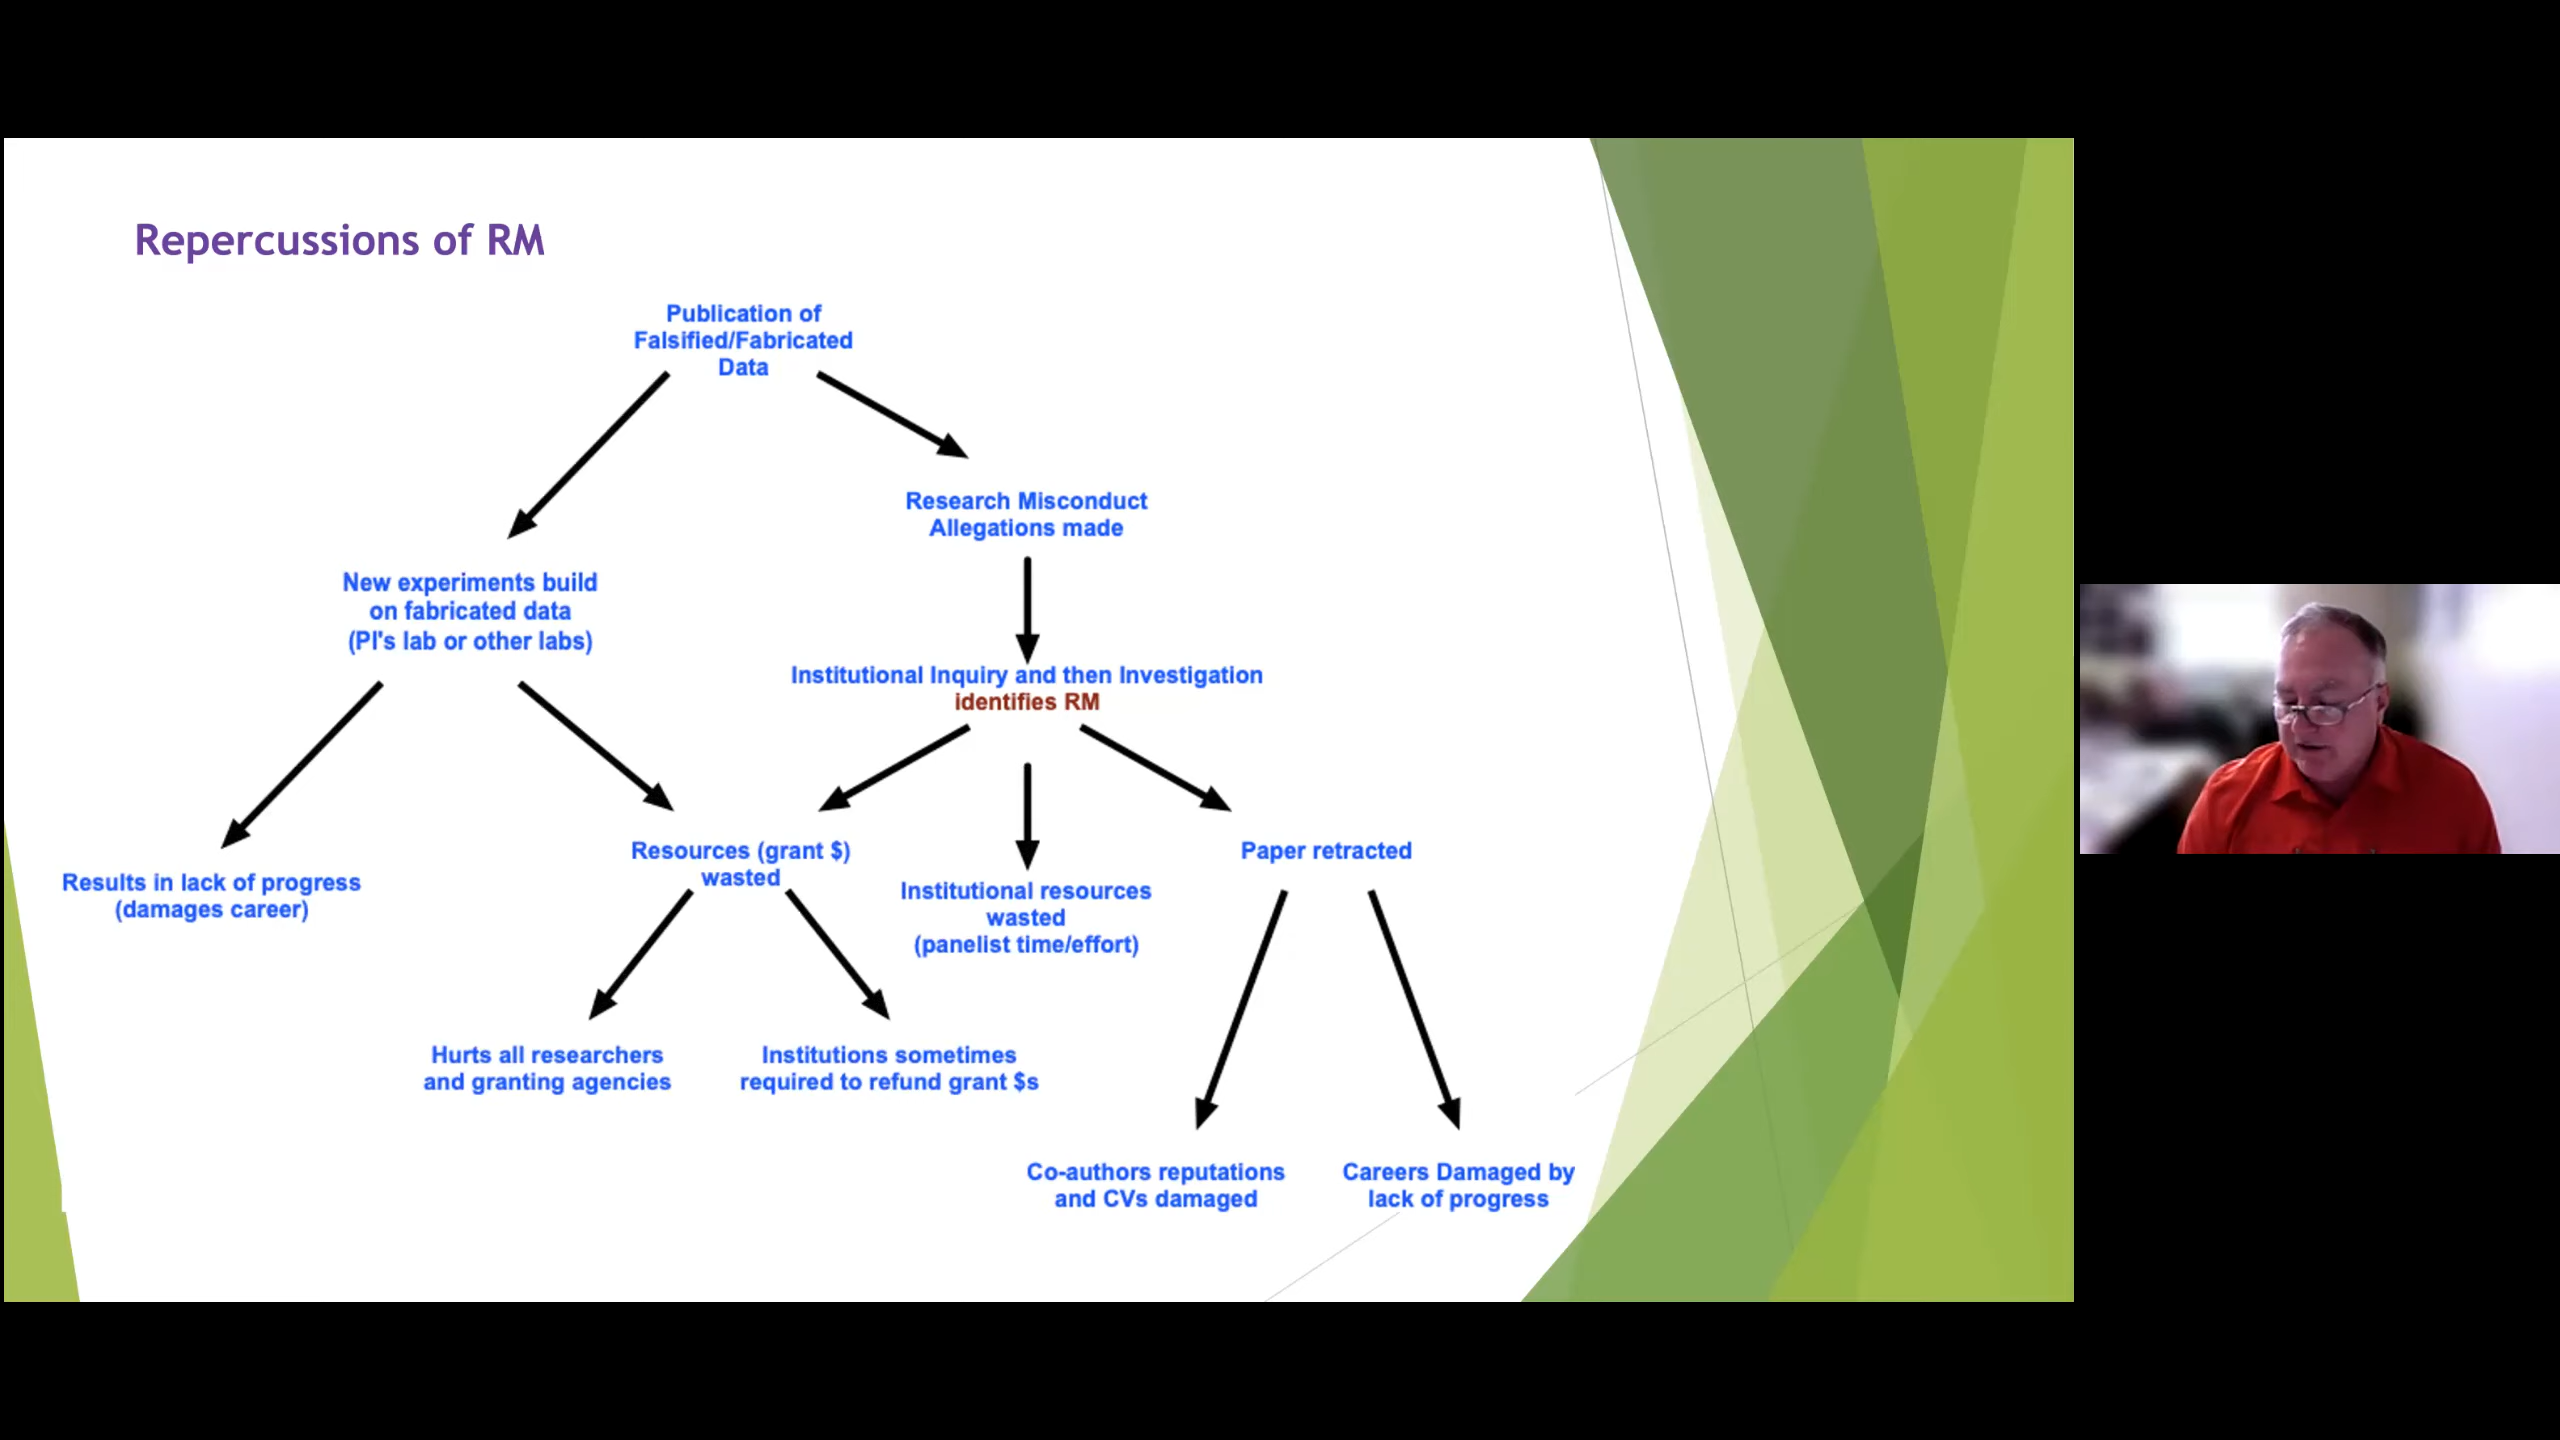 Repercussions of RM
Publication of
Falsified/Fabricated
Data
Research Misconduct
Allegations made
New experiments build
on fabricated data
(PI's lab or other labs)
Institutional Inquiry and then Investigation
identifies RM
Results in lack of progress
(damages career)
Resources (grant $)
wasted
Institutional resources
wasted
(panelist time/effort)
Paper retracted
Hurts all researchers
and granting agencies
Institutions sometimes
required to refund grant $s
Co-authors reputations
and CVs damaged
Careers Damaged by
lack of progress